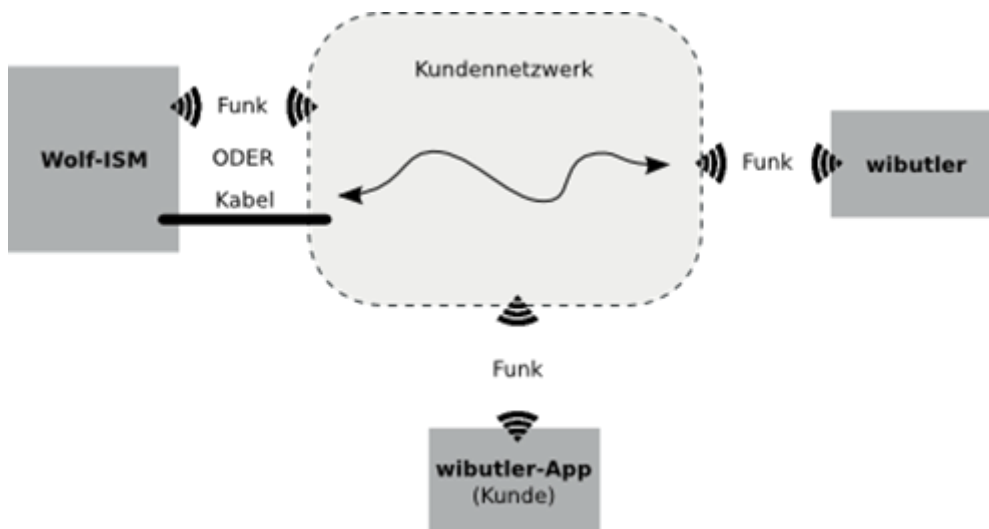 Kundennetzwerk
Funk
Wolf-ISM
ODER
Kabel
Funk
wibutler
Funk
wibutler-App
(Kunde)